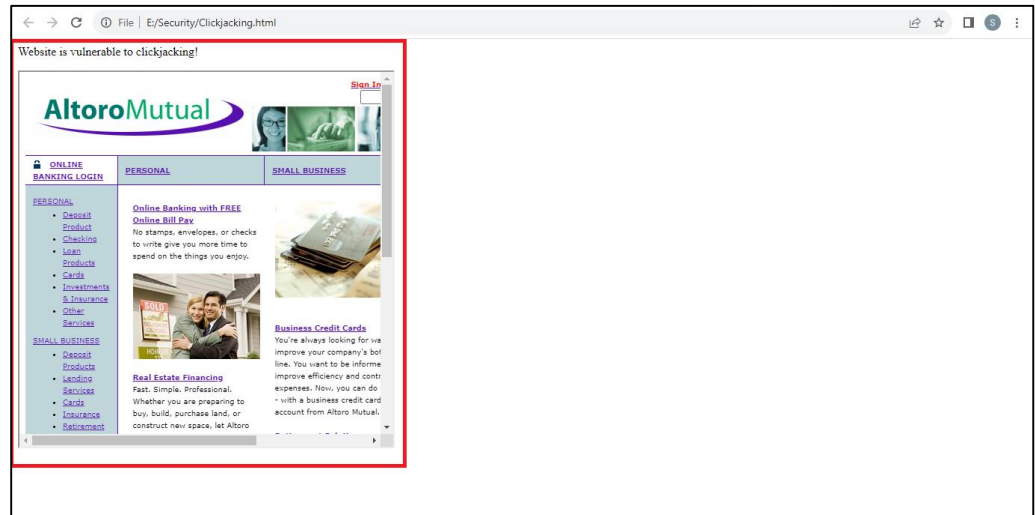 File | E:/Security/Clickjacking.html
S
Website is vulnerable to clickjacking!
Sign In
AltoroMutual
ONLINE
BANKING LOGIN
PERSONAL
SMALL BUSINESS
PERSONAL
• Deposit
Product
• Checking
• Loan
Products
• Cards
• Investments
& Insurance
• Other
Services
SMALL BUSINESS
• Deposit
Products
• Lending
Services
• Cards
• Insurance
• Retirement
Online Banking with FREE
Online Bill Pay
No stamps, envelopes, or checks
to write give you more time to
spend on the things you enjoy.
SOLD
Real Estate Financing
Fast. Simple. Professional.
Whether you are preparing to
buy, build, purchase land, or
construct new space, let Altoro
Business Credit Cards
You're always looking for wa
improve your company's bot
line. You want to be informe
improve efficiency and contr
expenses. Now, you can do
- with a business credit card
account from Altoro Mutual.